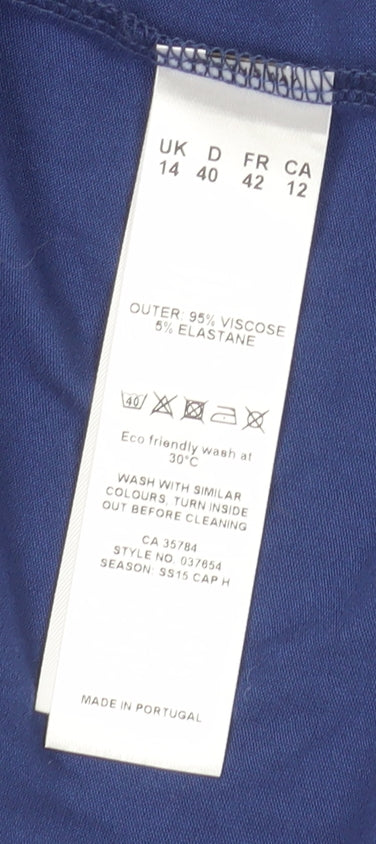 UK D FR CA
14 40 42 12
OUTER: 95% VISCOSE
5% ELASTANE
40
Eco friendly wash at
30°C
WASH WITH SIMILAR
COLOURS, TURN INSIDE
OUT BEFORE CLEANING
CA 35784
STYLE NO. 037654
SEASON: SS15 CAP H
MADE IN PORTUGAL